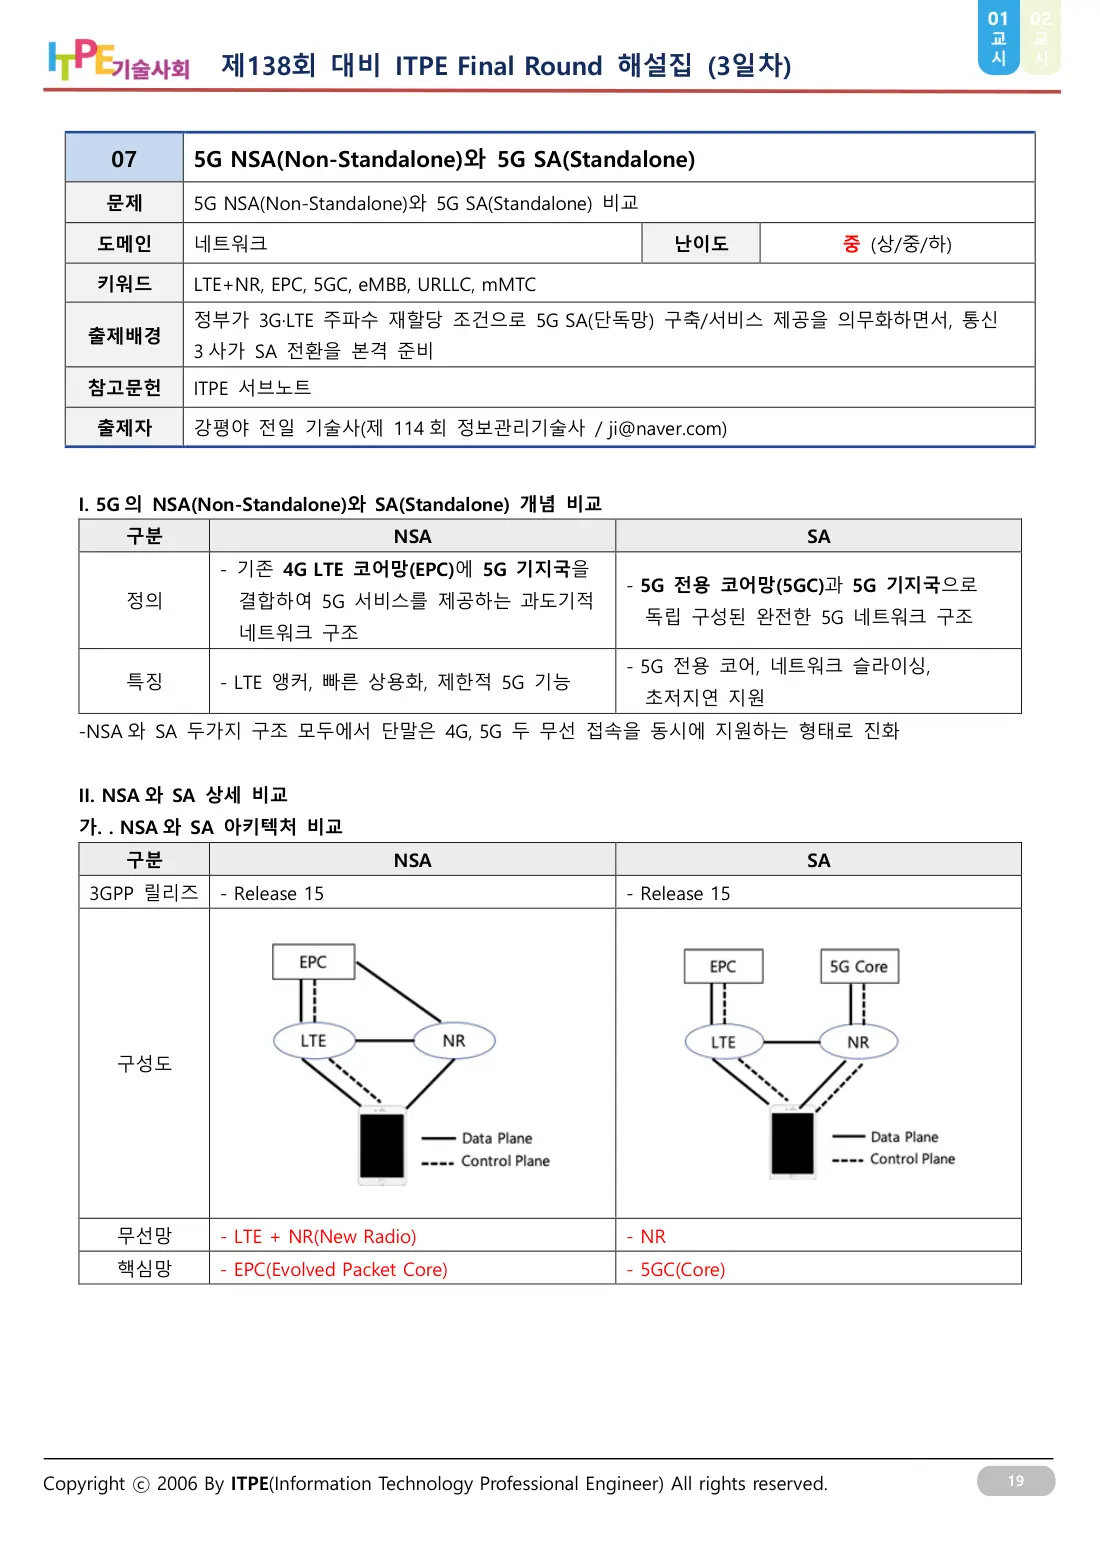 01
교
시
02
교
시
ITPE기술사회 제138회 대비 ITPE Final Round 해설집 (3일차)
07 5G NSA(Non-Standalone)와 5G SA(Standalone)
문제 5G NSA(Non-Standalone)와 5G SA(Standalone) 비교
도메인 네트워크 난이도 중 (상/중/하)
키워드 LTE+NR, EPC, 5GC, eMBB, URLLC, mMTC
출제배경 정부가 3G·LTE 주파수 재할당 조건으로 5G SA(단독망) 구축/서비스 제공을 의무화하면서, 통신
3사가 SA 전환을 본격 준비
참고문헌 ITPE 서브노트
출제자 강평야 전일 기술사(제 114회 정보관리기술사 / ji@naver.com)
I. 5G의 NSA(Non-Standalone)와 SA(Standalone) 개념 비교
구분 NSA SA
정의
- 기존 4G LTE 코어망(EPC)에 5G 기지국을
결합하여 5G 서비스를 제공하는 과도기적
네트워크 구조
- 5G 전용 코어망(5GC)과 5G 기지국으로
독립 구성된 완전한 5G 네트워크 구조
특징 - LTE 앵커, 빠른 상용화, 제한적 5G 기능
- 5G 전용 코어, 네트워크 슬라이싱,
초저지연 지원
-NSA와 SA 두가지 구조 모두에서 단말은 4G, 5G 두 무선 접속을 동시에 지원하는 형태로 진화
II. NSA와 SA 상세 비교
가. . NSA와 SA 아키텍처 비교
구분 NSA SA
3GPP 릴리즈 - Release 15 - Release 15
구성도
EPC
LTE NR
Data Plane
Control Plane
EPC 5G Core
LTE NR
Data Plane
Control Plane
무선망 - LTE + NR(New Radio) - NR
핵심망 - EPC(Evolved Packet Core) - 5GC(Core)
Copyright ⓒ 2006 By ITPE(Information Technology Professional Engineer) All rights reserved. 19